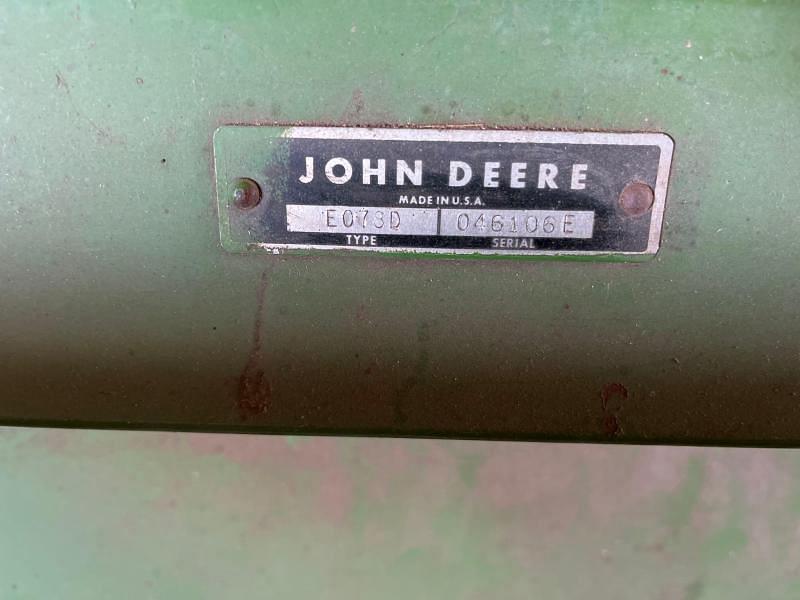 JOHN DEERE
MADE IN U.S.A.
E073D 046106E
TYPE SERIAL